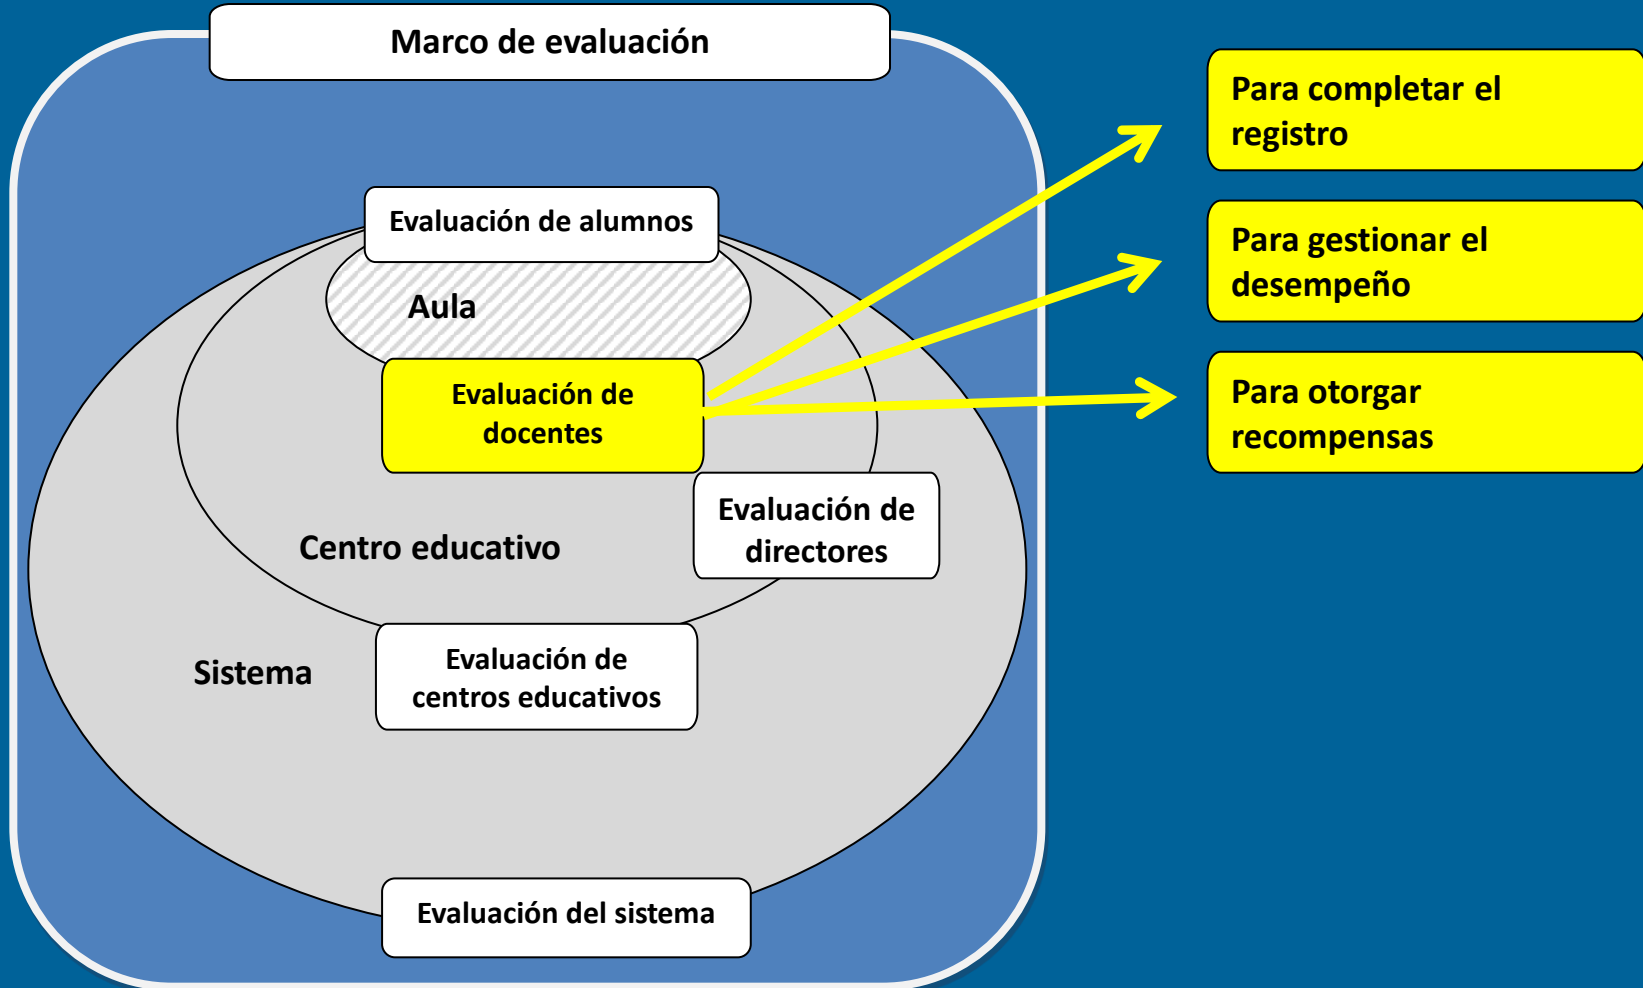 Marco de evaluación
Para completar el
registro
Para gestionar el
desempeño
Para otorgar
recompensas
Evaluación de alumnos
Aula
Evaluación de
docentes
Evaluación de
directores
Centro educativo
Evaluación de
centros educativos
Sistema
Evaluación del sistema